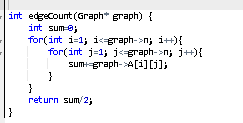 int edgeCount(Graph* graph) {
    int sum=0;
    for(int i=1; i<=graph->n; i++){
        for(int j=1; j<=graph->n; j++){
            sum+=graph->A[i][j];
        }
    }
    return sum/2;
}